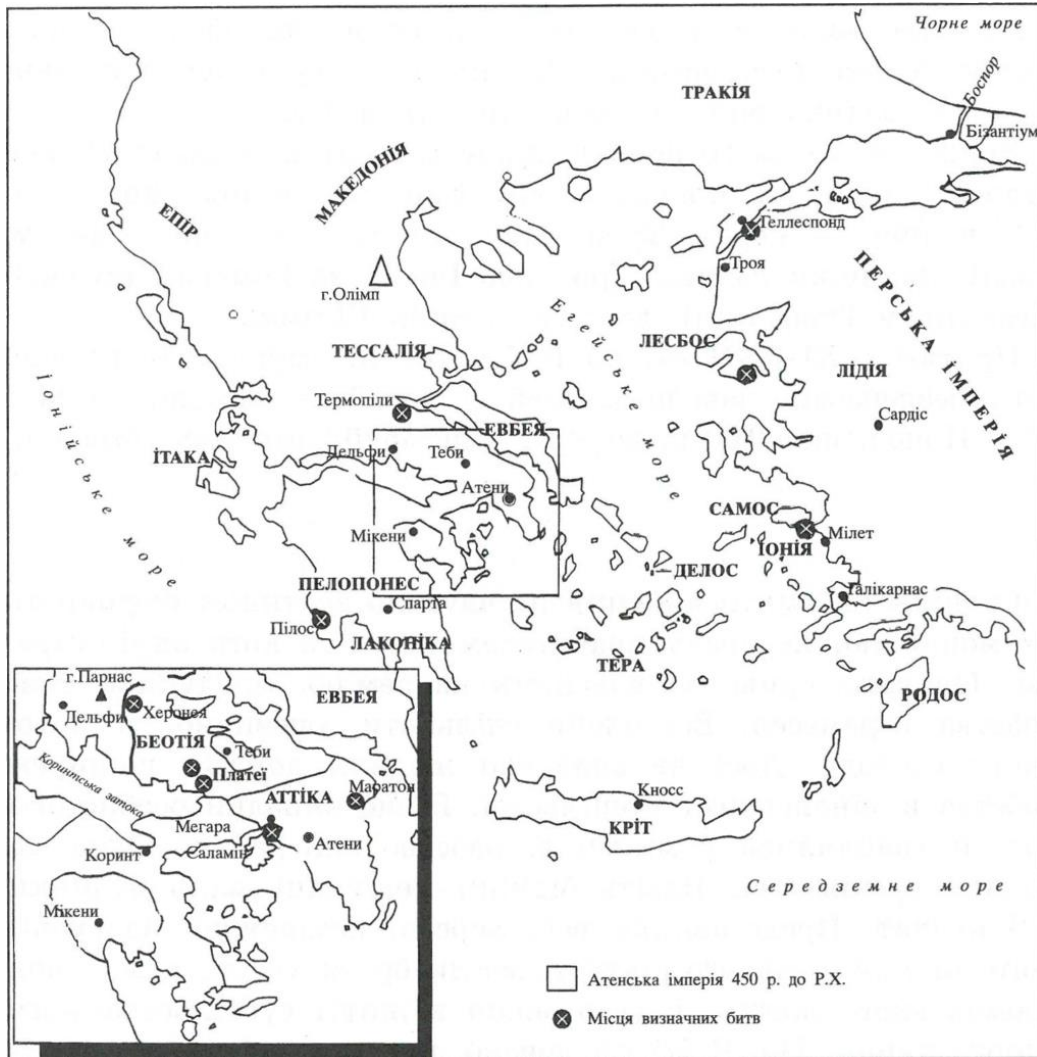 Чорне море
Боспор
ТРАКІЯ
Бізантіум
МАКЕДОНІЯ
ЕПІР
Геллеспонд
г.Олімп
Троя
ПЕРСЬКА ІМПЕРІЯ
Егейське море
ТЕССАЛІЯ
ЛЕСБОС
ЛІДІЯ
Іонійське море
Термопіли
Сардіс
ЕВБЕЯ
ІТАКА
Дельфи
Теби
Атени
САМОС
Мікени
ІОНІЯ
Мілет
ДЕЛОС
ПЕЛОПОНЕС
Галікарнас
Спарта
Пілос
ЛАКОНІКА
ТЕРА
РОДОС
г.Парнас
ЕВБЕЯ
Дельфи
Херонея
БЕОТІЯ
Теби
Коринтська затока
Платеї
АТТІКА
Маратон
Мегара
Коринт
Саламін
Атени
Мікени
Кносс
КРІТ
Середземне море
Атенська імперія 450 р. до Р.Х.
Місця визначних битв